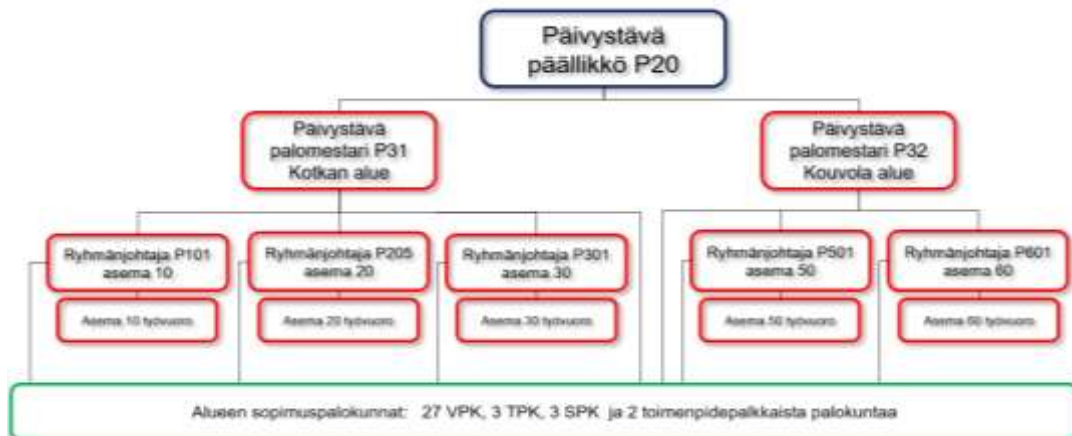 Päivystävä
päällikkö P20
Päivystävä
palomestari P31
Kotkan alue
Päivystävä
palomestari P32
Kouvola alue
Ryhmänjohtaja P101
asema 10
Ryhmänjohtaja P205
asema 20
Ryhmänjohtaja P301
asema 30
Ryhmänjohtaja P501
asema 50
Ryhmänjohtaja P601
asema 60
Asema 10 työvuoro
Asema 20 työvuoro
Asema 30 työvuoro
Asema 50 työvuoro
Asema 60 työvuoro
Alueen sopimuspalokunnat: 27 VPK, 3 TPK, 3 SPK ja 2 toimenpidepalkkaista palokuntaa